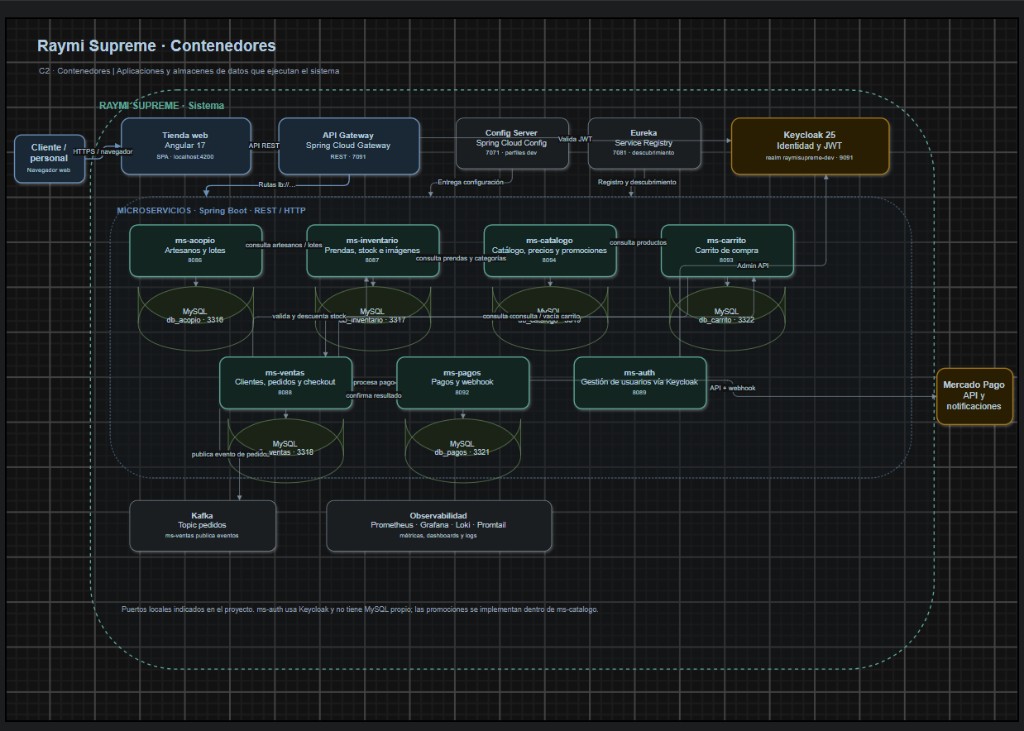 Raymi Supreme · Contenedores
C2 · Contenedores | Aplicaciones y almacenes de datos que ejecutan el sistema
RAYMI SUPREME · Sistema
Cliente /
personal
Navegador web
HTTPS / navegador
Tienda web
Angular 17
SPA · localhost:4200
API REST
API Gateway
Spring Cloud Gateway
REST · 7091
Config Server
Spring Cloud Config
7071 · perfiles dev
Valida JWT
Eureka
Service Registry
7081 · descubrimiento
Keycloak 25
Identidad y JWT
realm raymisupreme-dev · 9091
Rutas lb://...
Entrega configuración
Registro y descubrimiento
MICROSERVICIOS · Spring Boot · REST / HTTP
ms-acopio
Artesanos y lotes
8086
consulta artesanos / lotes
ms-inventario
Prendas, stock e imágenes
8087
consulta prendas y categorías
ms-catalogo
Catálogo, precios y promociones
8084
consulta productos
ms-carrito
Carrito de compra
8093
Admin API
MySQL
db_acopio · 3316
valida y descuenta stock
MySQL
db_inventario · 3317
MySQL
consulta / vacía carrito
MySQL
db_carrito · 3322
ms-ventas
Clientes, pedidos y checkout
8088
procesa pago
confirma resultado
ms-pagos
Pagos y webhook
8092
ms-auth
Gestión de usuarios vía Keycloak
8089
API + webhook
Mercado Pago
API y
notificaciones
publica evento de pedido
MySQL
ventas · 3318
MySQL
db_pagos · 3321
Kafka
Topic pedidos
ms-ventas publica eventos
Observabilidad
Prometheus · Grafana · Loki · Promtail
métricas, dashboards y logs
Puertos locales indicados en el proyecto. ms-auth usa Keycloak y no tiene MySQL propio; las promociones se implementan dentro de ms-catalogo.